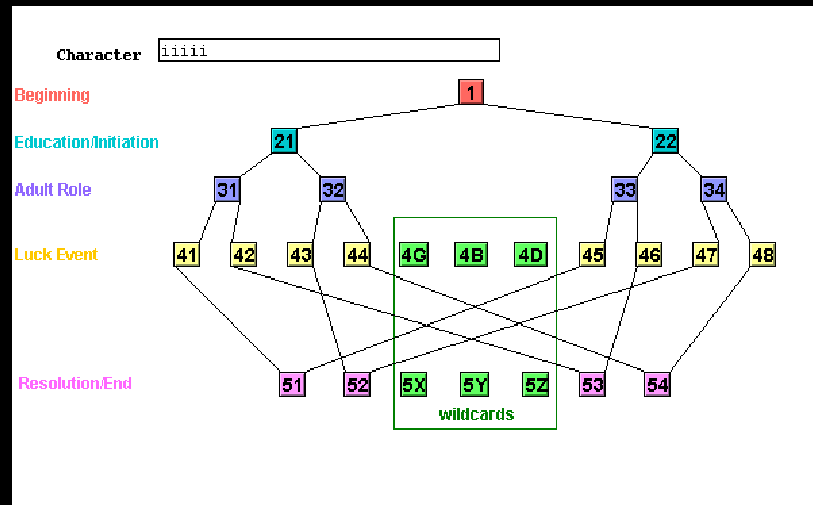 Character iiiii
Beginning 1
Education/Initiation 21 22
Adult Role 31 32 33 34
Luck Event 41 42 43 44 4G 4B 4D 45 46 47 48
Resolution/End 51 52 5X 5Y 5Z 53 54
wildcards